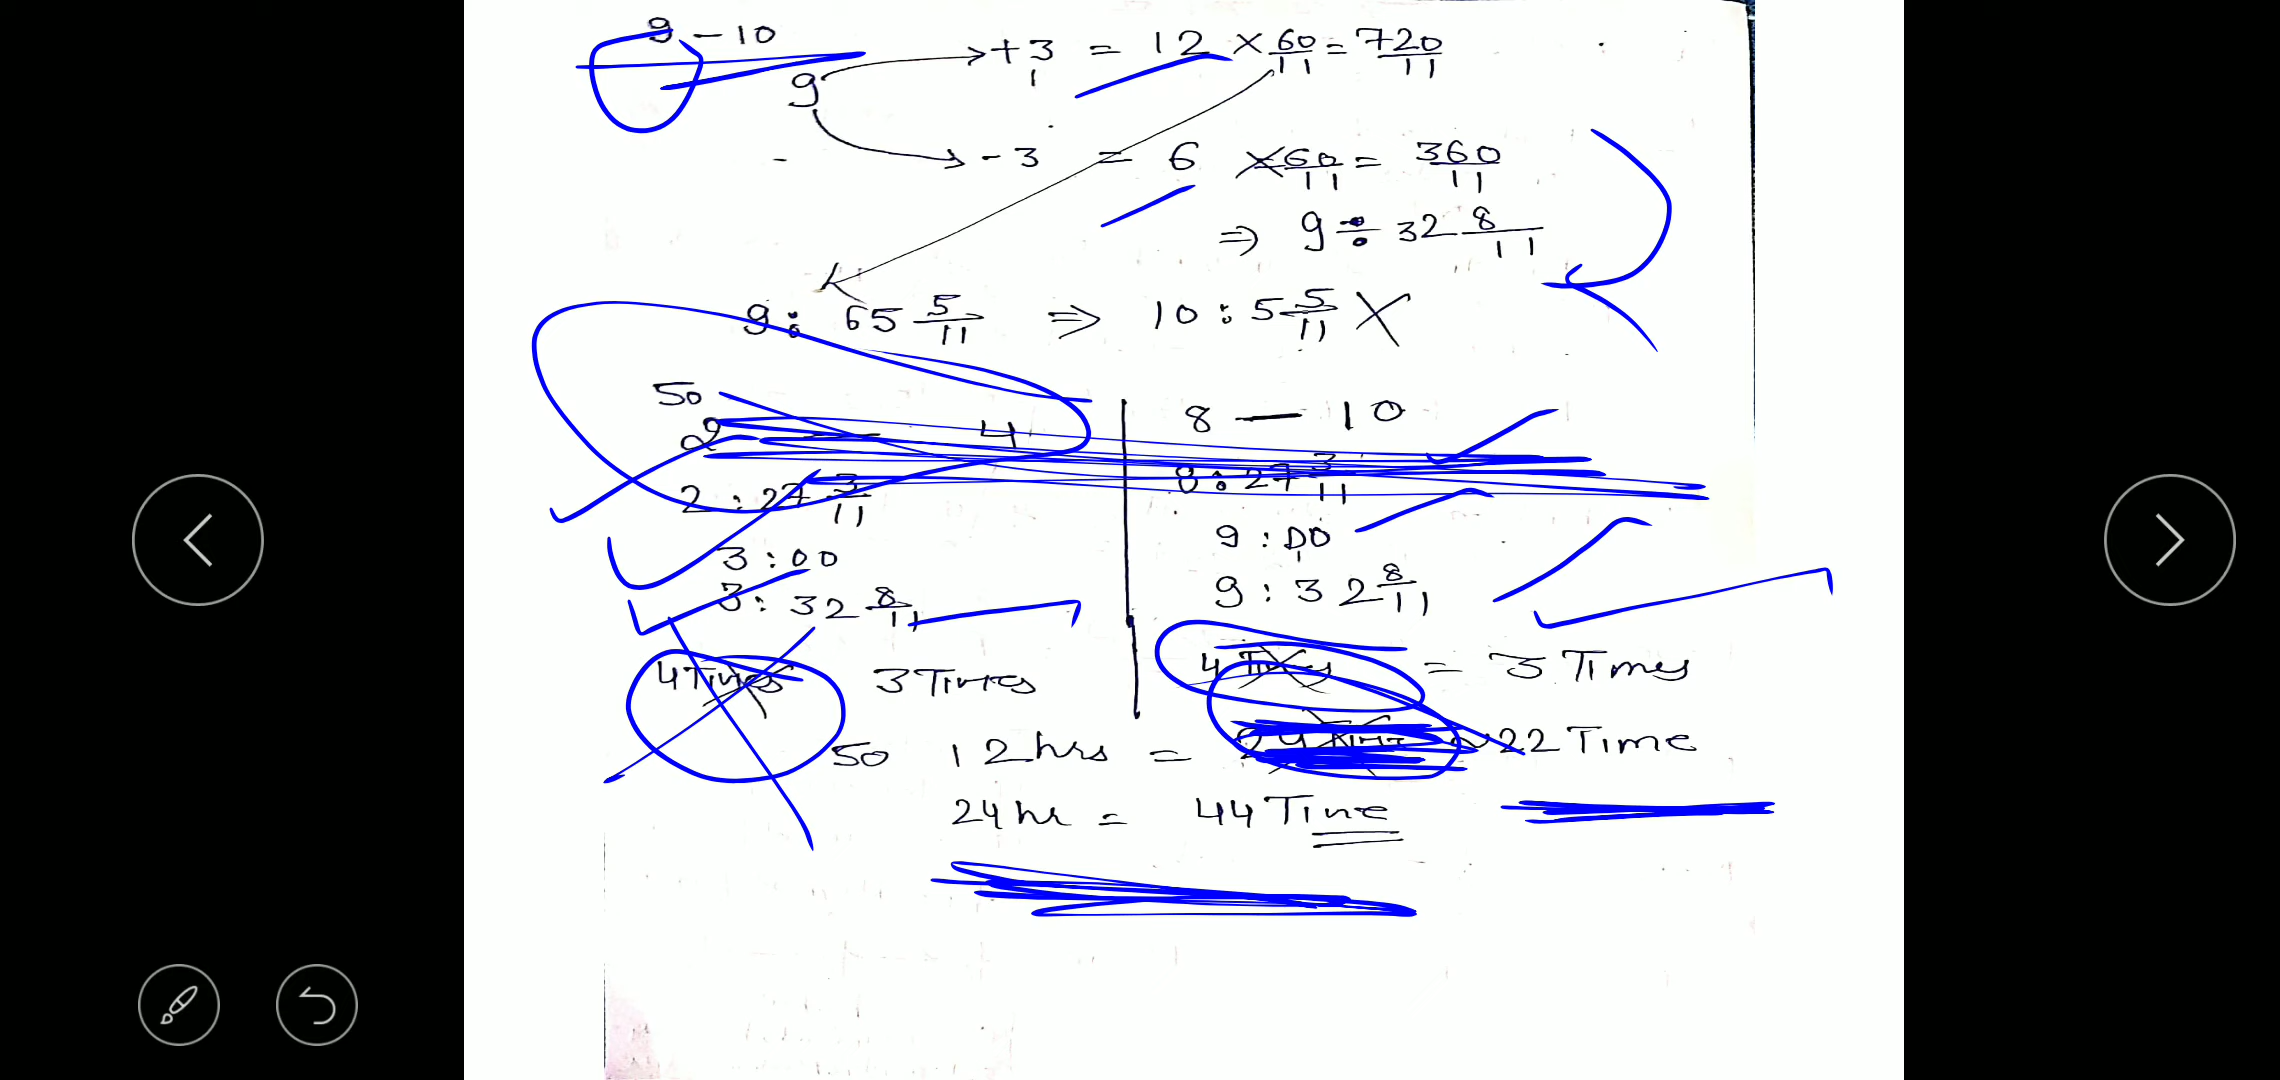 9 - 10
9 → +3 = 12 × 60/11 = 720/11
→ -3 = 6 × 60/11 = 360/11
⇒ 9 : 32 8/11
9 : 65 5/11 ⇒ 10 : 5 5/11 ×
50
2 — 4
2 : 27 3/11
3 : 00
3 : 32 8/11
4 Times 3 Times
8 — 10
8 : 27 3/11
9 : 00
9 : 32 8/11
4 Times = 3 Times
50 12 hrs = 22 Time
24 hr = 44 Time